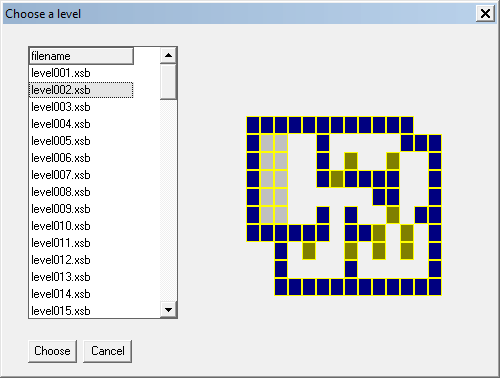 Choose a level
filename
level001.xsb
level002.xsb
level003.xsb
level004.xsb
level005.xsb
level006.xsb
level007.xsb
level008.xsb
level009.xsb
level010.xsb
level011.xsb
level012.xsb
level013.xsb
level014.xsb
level015.xsb
Choose Cancel